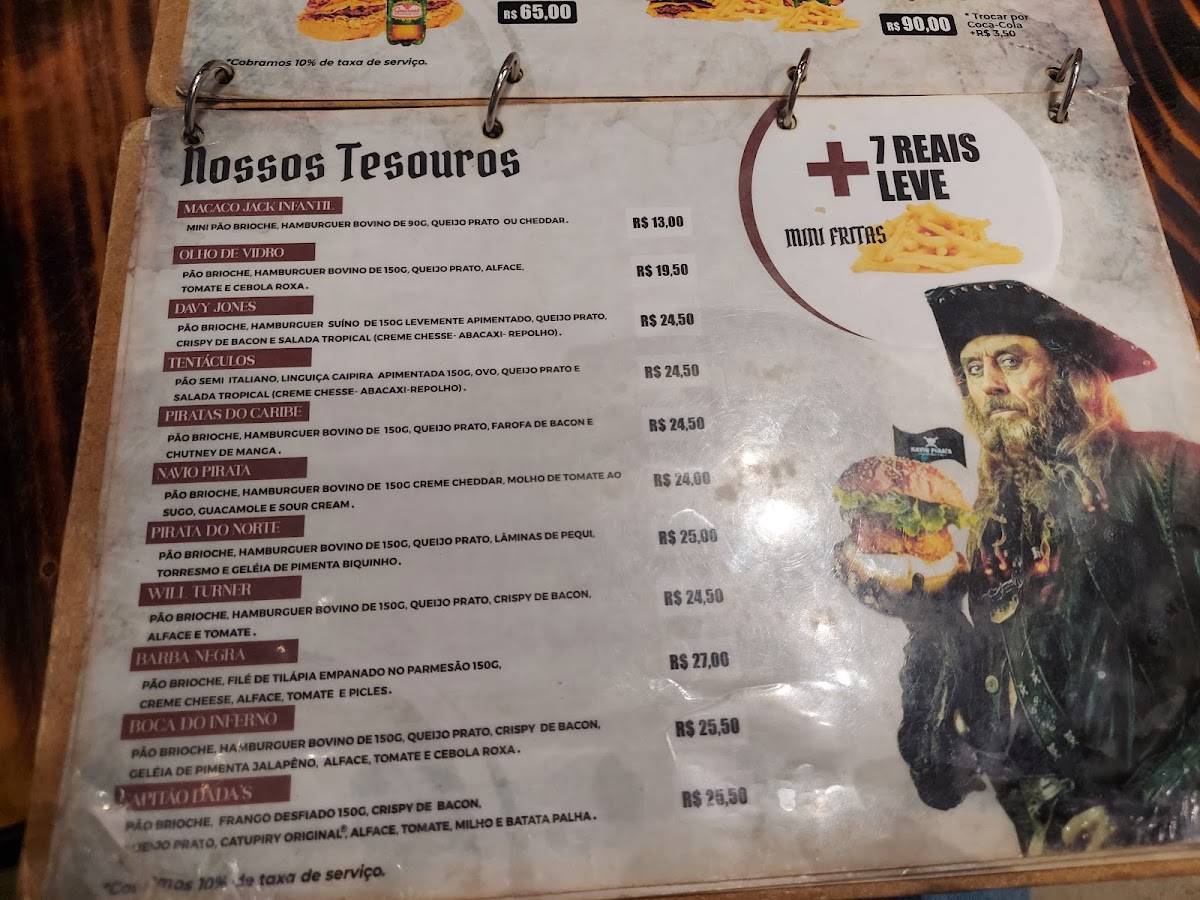 R$ 65,00
R$ 90,00
* Trocar por
Coca-Cola
+R$ 3,50
*Cobramos 10% de taxa de serviço.
Nossos Tesouros
+ 7 REAIS
LEVE
MINI FRITAS
MACACO JACK INFANTIL
MINI PÃO BRIOCHE, HAMBURGUER BOVINO DE 90G, QUEIJO PRATO OU CHEDDAR.
R$ 13,00
OLHO DE VIDRO
PÃO BRIOCHE, HAMBURGUER BOVINO DE 150G, QUEIJO PRATO, ALFACE,
TOMATE E CEBOLA ROXA.
R$ 19,50
DAVY JONES
PÃO BRIOCHE, HAMBURGUER SUÍNO DE 150G LEVEMENTE APIMENTADO, QUEIJO PRATO,
CRISPY DE BACON E SALADA TROPICAL (CREME CHESSE- ABACAXI- REPOLHO).
R$ 24,50
TENTÁCULOS
PÃO SEMI ITALIANO, LINGUIÇA CAIPIRA APIMENTADA 150G, OVO, QUEIJO PRATO E
SALADA TROPICAL (CREME CHESSE- ABACAXI-REPOLHO).
R$ 24,50
PIRATAS DO CARIBE
PÃO BRIOCHE, HAMBURGUER BOVINO DE 150G, QUEIJO PRATO, FAROFA DE BACON E
CHUTNEY DE MANGA.
R$ 24,50
NAVIO PIRATA
PÃO BRIOCHE, HAMBURGUER BOVINO DE 150G CREME CHEDDAR, MOLHO DE TOMATE AO
SUGO, GUACAMOLE E SOUR CREAM.
R$ 24,00
PIRATA DO NORTE
PÃO BRIOCHE, HAMBURGUER BOVINO DE 150G, QUEIJO PRATO, LÂMINAS DE PEQUI,
TORRESMO E GELÉIA DE PIMENTA BIQUINHO.
R$ 25,00
WILL TURNER
PÃO BRIOCHE, HAMBURGUER BOVINO DE 150G, QUEIJO PRATO, CRISPY DE BACON,
ALFACE E TOMATE.
R$ 24,50
BARBA NEGRA
PÃO BRIOCHE, FILÉ DE TILÁPIA EMPANADO NO PARMESÃO 150G,
CREME CHEESE, ALFACE, TOMATE E PICLES.
R$ 27,00
BOCA DO INFERNO
PÃO BRIOCHE, HAMBURGUER BOVINO DE 150G, QUEIJO PRATO, CRISPY DE BACON,
GELÉIA DE PIMENTA JALAPÊNO, ALFACE, TOMATE E CEBOLA ROXA.
R$ 25,50
CAPITÃO DADA'S
PÃO BRIOCHE, FRANGO DESFIADO 150G, CRISPY DE BACON,
QUEIJO PRATO, CATUPIRY ORIGINAL®, ALFACE, TOMATE, MILHO E BATATA PALHA.
R$ 25,50
*Cobramos 10% de taxa de serviço.
NAVIO PIRATA